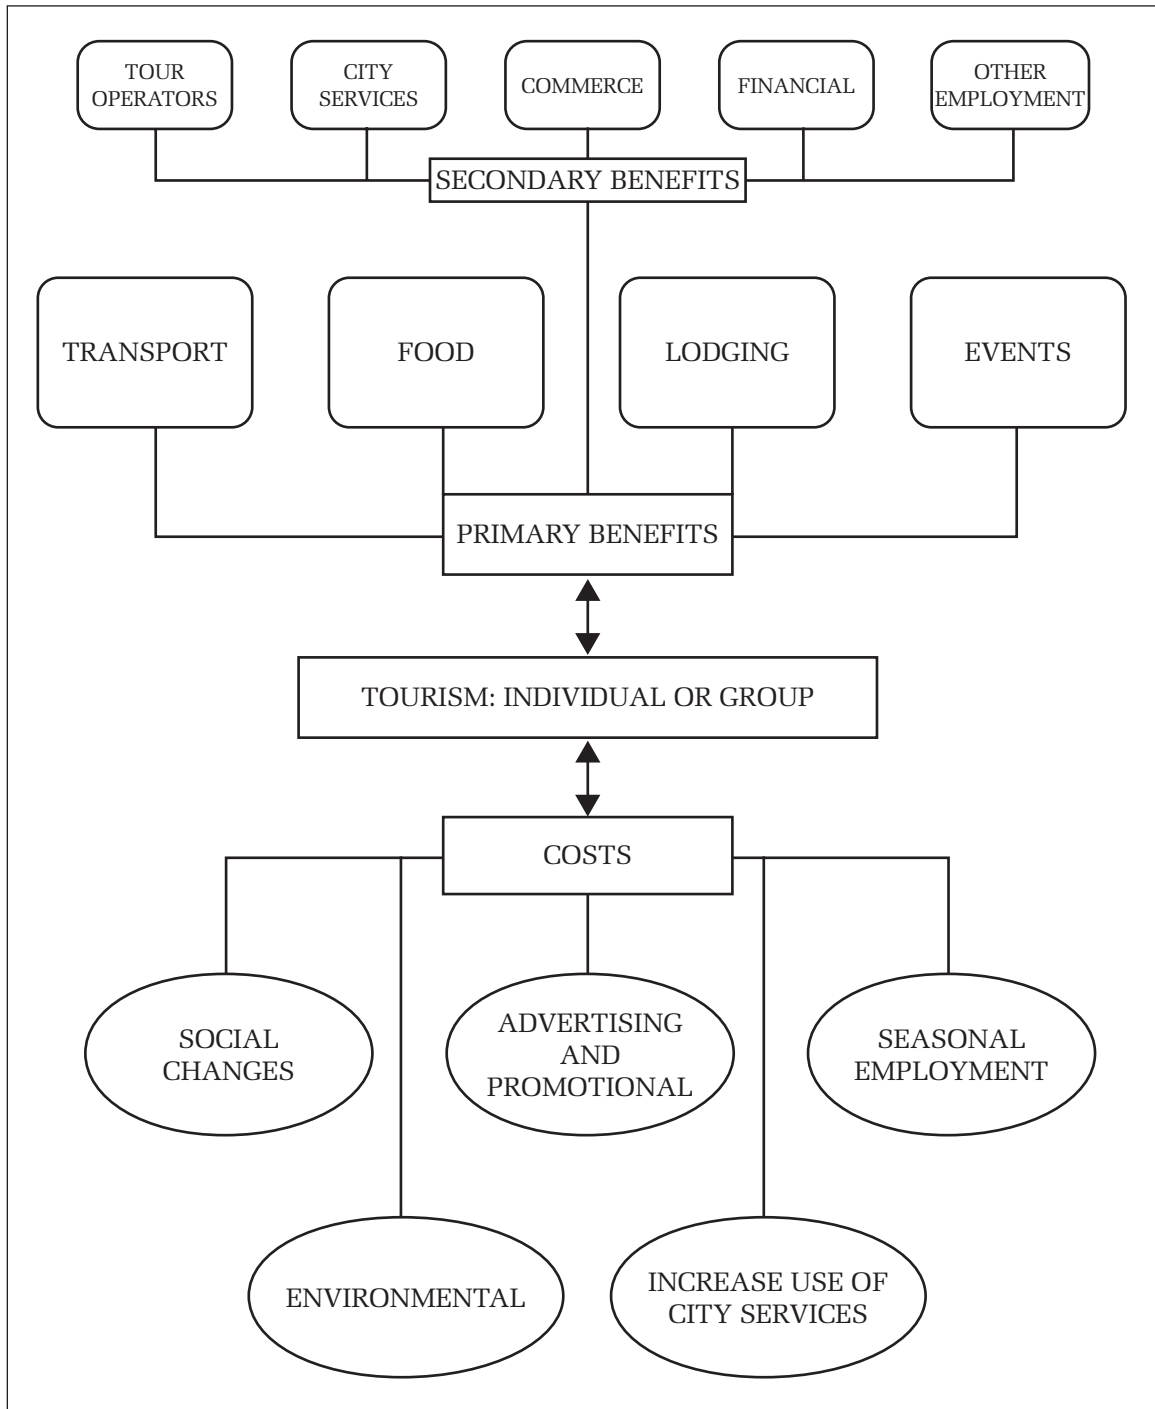 TOUR
OPERATORS
CITY
SERVICES
COMMERCE
FINANCIAL
OTHER
EMPLOYMENT
SECONDARY BENEFITS
TRANSPORT
FOOD
LODGING
EVENTS
PRIMARY BENEFITS
TOURISM: INDIVIDUAL OR GROUP
COSTS
SOCIAL
CHANGES
ADVERTISING
AND
PROMOTIONAL
SEASONAL
EMPLOYMENT
ENVIRONMENTAL
INCREASE USE OF
CITY SERVICES